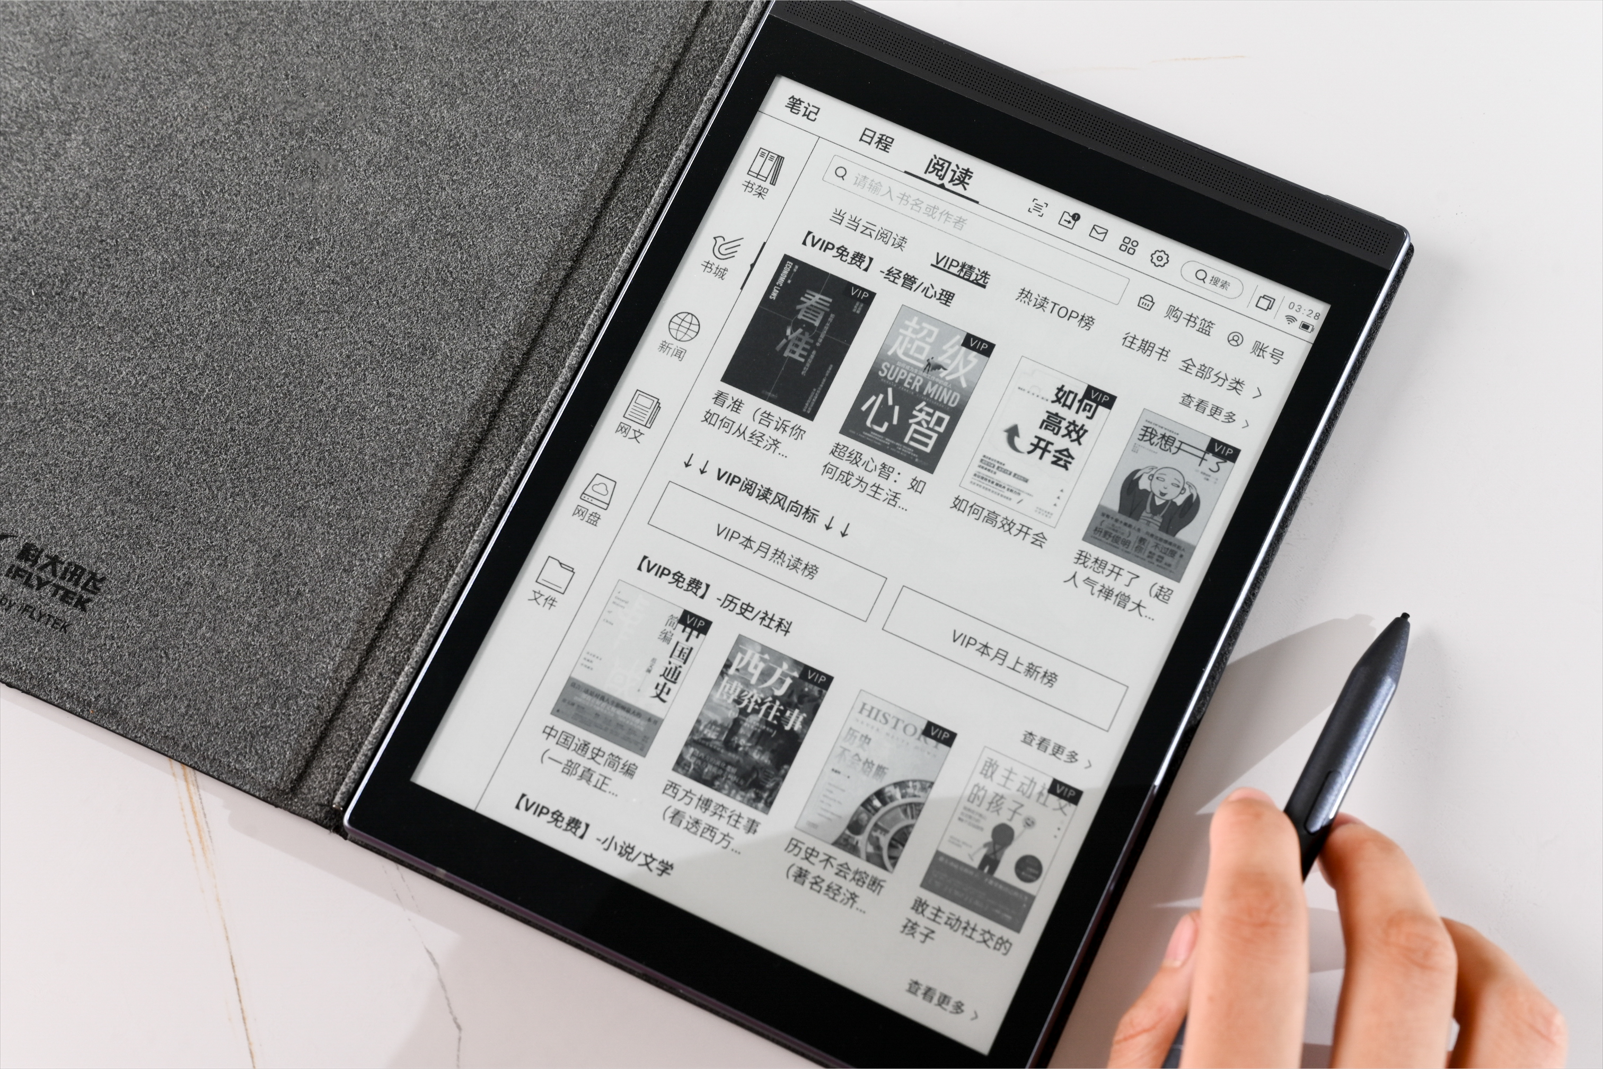 笔记
日程
阅读
搜索
03:28
请输入书名或作者
购书篮
账号
当当云阅读
VIP精选
热读TOP榜
往期书
全部分类
书架
书城
新闻
网文
网盘
文件
【VIP免费】-经管/心理
查看更多
看准
VIP
超级
SUPER MIND
心智
VIP
如何
高效
开会
VIP
我想开了
VIP
看准（告诉你
如何从经济...
超级心智：如
何成为生活...
如何高效开会
我想开了（超
人气禅僧大...
↓↓VIP阅读风向标↓↓
VIP本月热读榜
VIP本月上新榜
【VIP免费】-历史/社科
查看更多
简编
中国通史
VIP
西方
博弈往事
VIP
HISTORY
历史
不会熔断
VIP
敢主动社交
的孩子
VIP
中国通史简编
（一部真正...
西方博弈往事
（看透西方...
历史不会熔断
（著名经济...
敢主动社交的
孩子
【VIP免费】-小说/文学
查看更多
科大讯飞
iFLYTEK
BY iFLYTEK